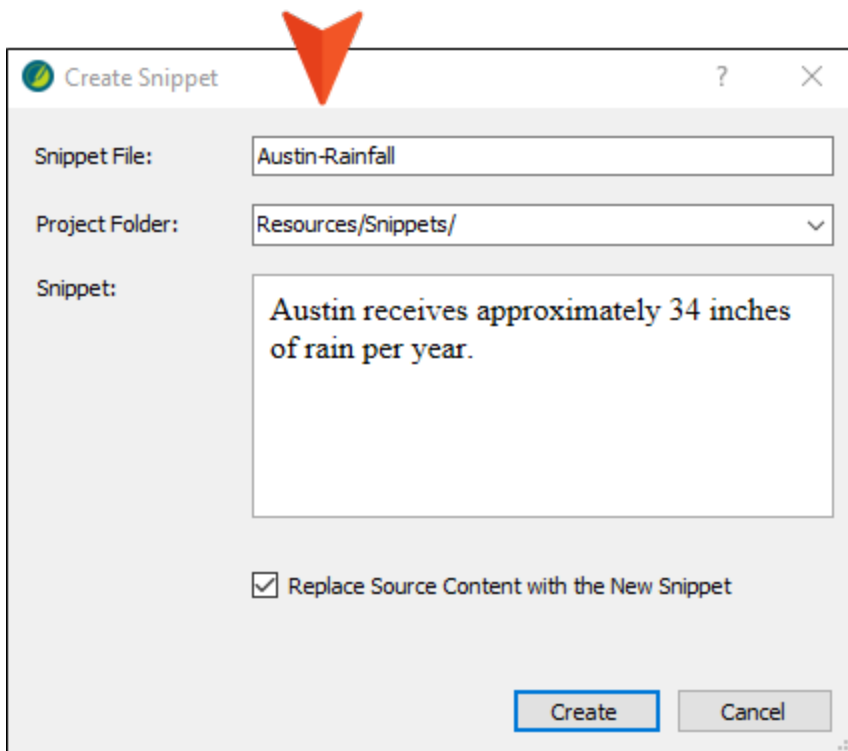 Create Snippet
Snippet File:
Austin-Rainfall
Project Folder:
Resources/Snippets/
Snippet:
Austin receives approximately 34 inches
of rain per year.
Replace Source Content with the New Snippet
Create
Cancel